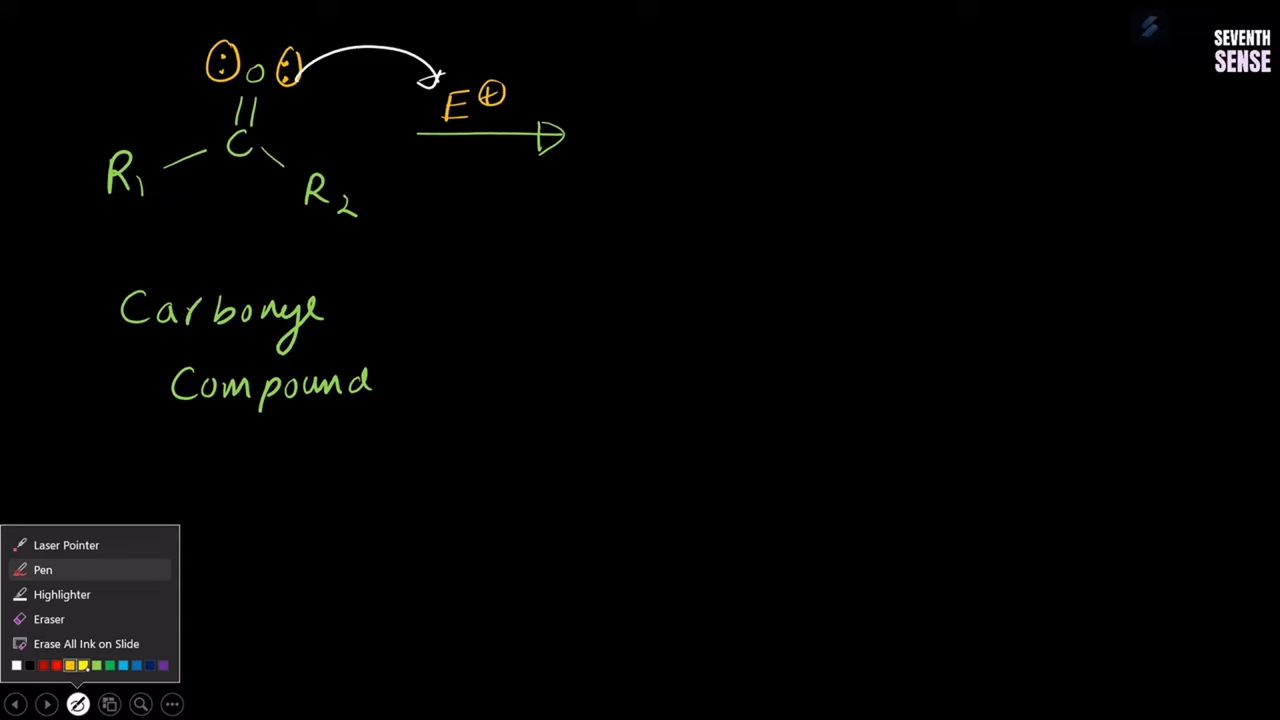 SEVENTH
SENSE
:O:
E⊕
||
C
R₁
R₂
Carbonyl
Compound
Laser Pointer
Pen
Highlighter
Eraser
Erase All Ink on Slide